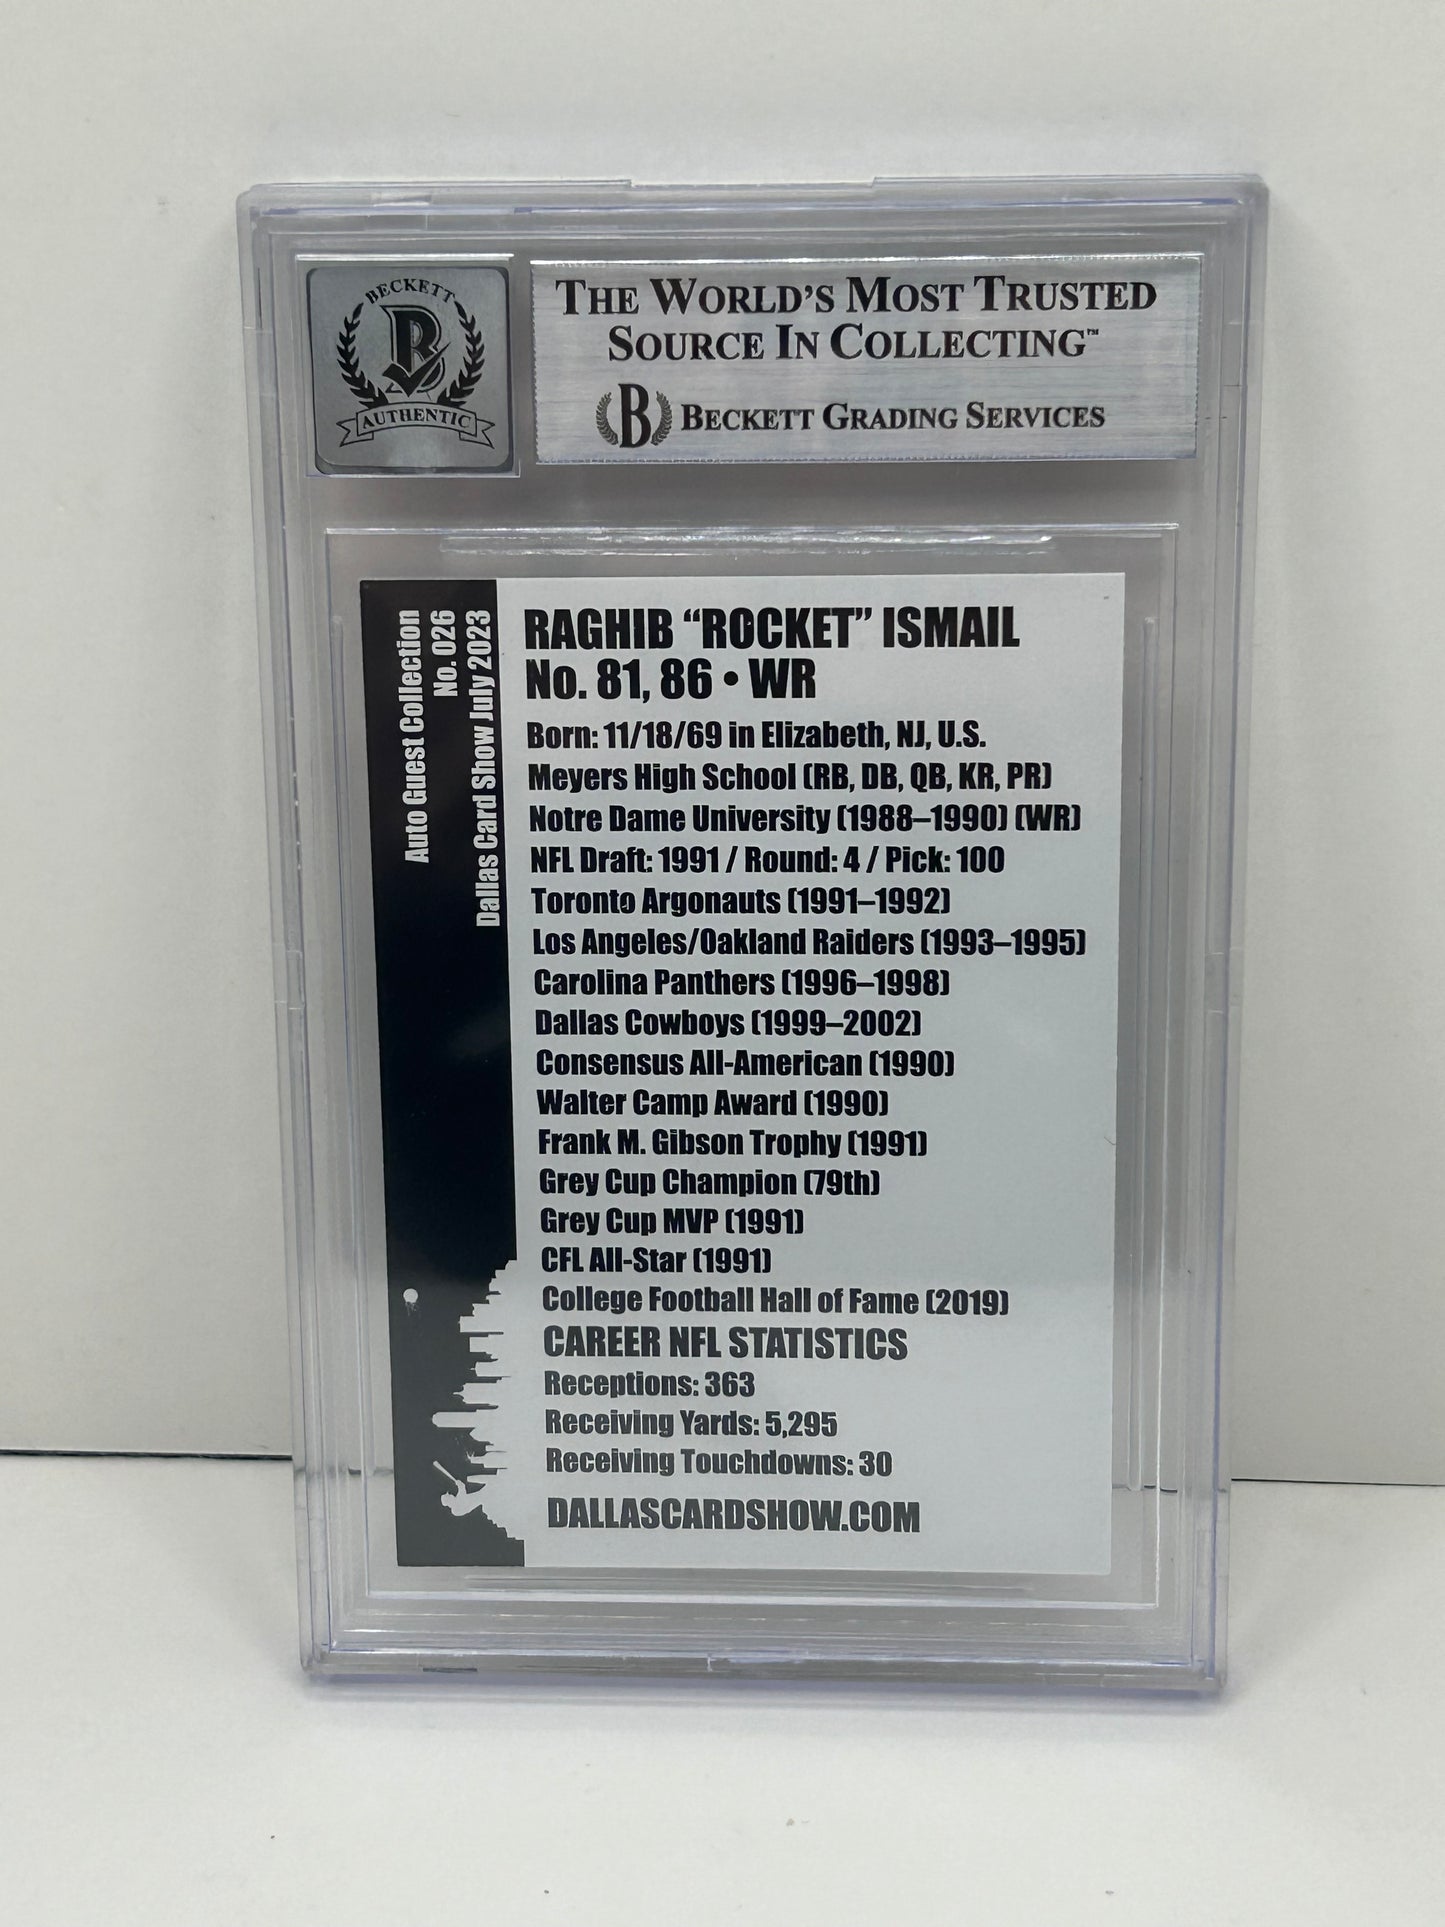 BECKETT
B
AUTHENTIC
THE WORLD'S MOST TRUSTED
SOURCE IN COLLECTING™
B BECKETT GRADING SERVICES
Auto Guest Collection
No. 026
Dallas Card Show July 2023
RAGHIB “ROCKET” ISMAIL
No. 81, 86 • WR
Born: 11/18/69 in Elizabeth, NJ, U.S.
Meyers High School (RB, DB, QB, KR, PR)
Notre Dame University (1988–1990) (WR)
NFL Draft: 1991 / Round: 4 / Pick: 100
Toronto Argonauts (1991–1992)
Los Angeles/Oakland Raiders (1993–1995)
Carolina Panthers (1996–1998)
Dallas Cowboys (1999–2002)
Consensus All-American (1990)
Walter Camp Award (1990)
Frank M. Gibson Trophy (1991)
Grey Cup Champion (79th)
Grey Cup MVP (1991)
CFL All-Star (1991)
College Football Hall of Fame (2019)
CAREER NFL STATISTICS
Receptions: 363
Receiving Yards: 5,295
Receiving Touchdowns: 30
DALLASCARDSHOW.COM